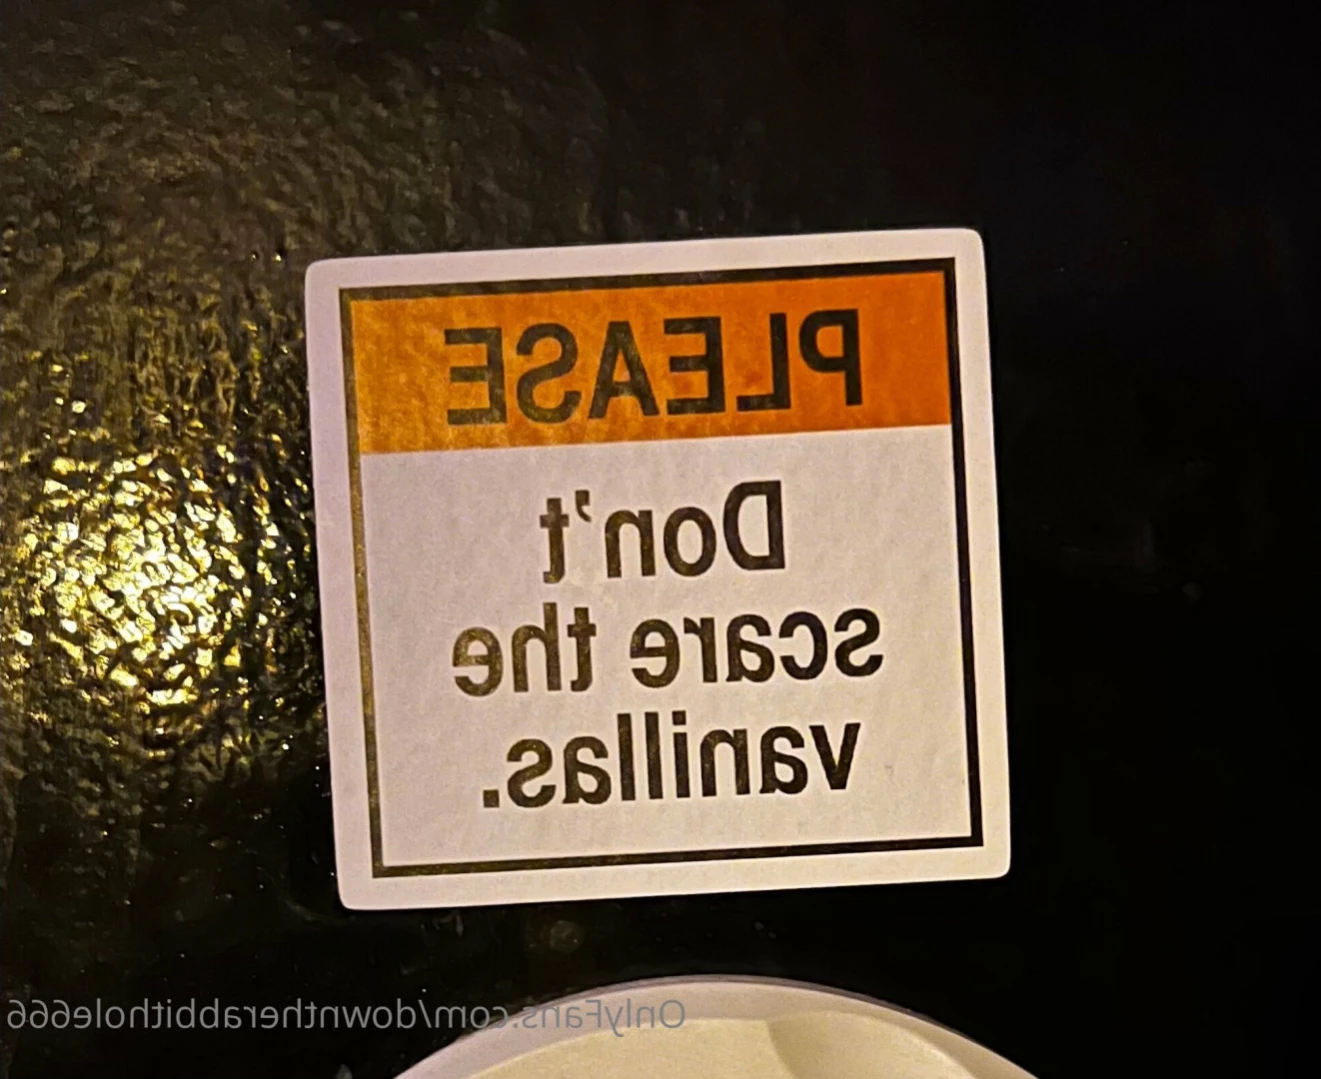 PLEASE
Don't
scare the
vanillas.
OnlyFans.com/downtherabbithole666